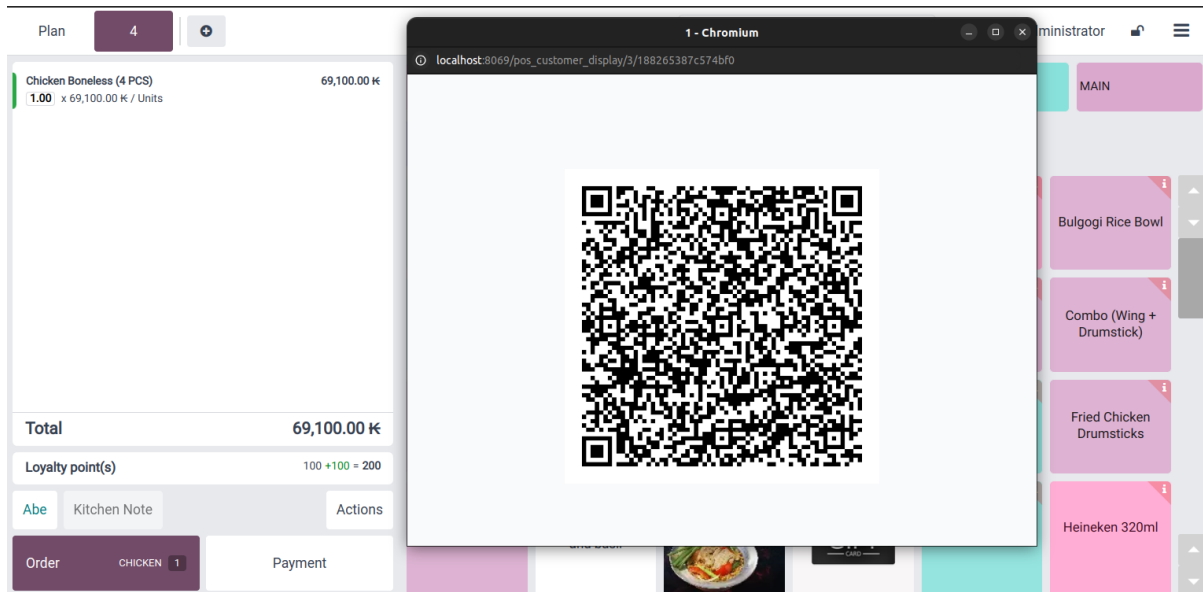 Plan
4
1 - Chromium
ministrator
localhost:8069/pos_customer_display/3/188265387c574bf0
Chicken Boneless (4 PCS)
69,100.00 ₭
1.00 x 69,100.00 ₭ / Units
MAIN
Bulgogi Rice Bowl
Combo (Wing +
Drumstick)
Fried Chicken
Drumsticks
Heineken 320ml
Total
69,100.00 ₭
Loyalty point(s)
100 +100 = 200
Abe
Kitchen Note
Actions
Order
CHICKEN 1
Payment
CARD